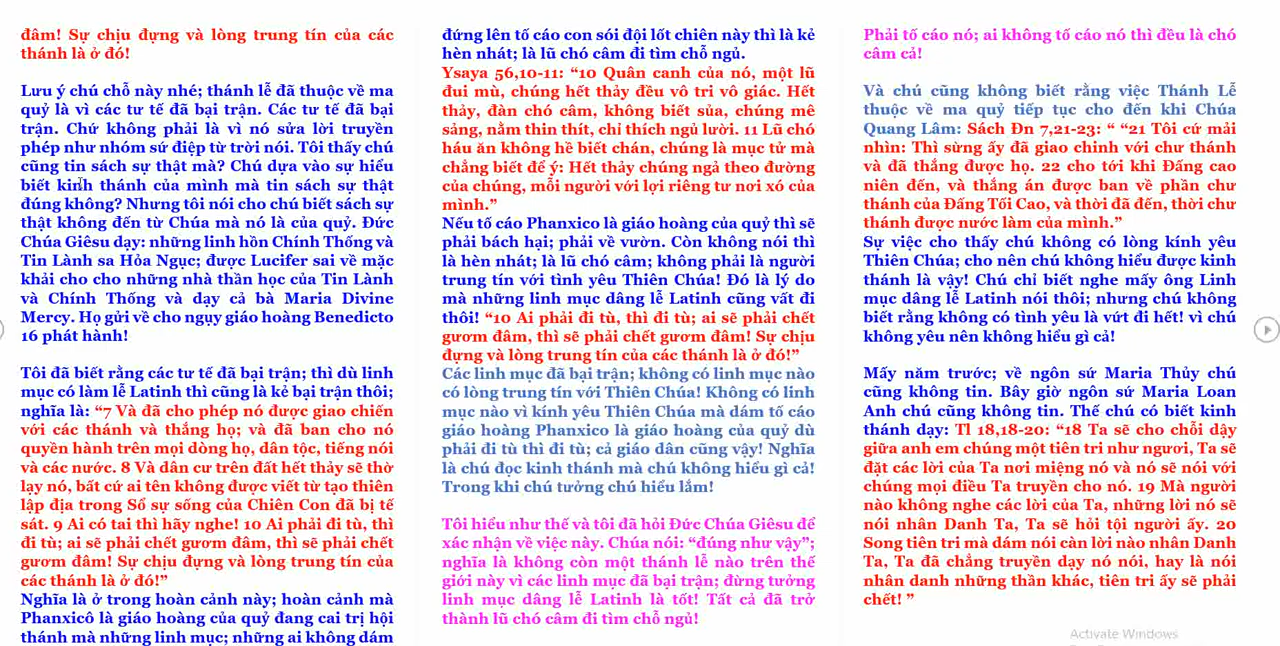 đâm! Sự chịu đựng và lòng trung tín của các
thánh là ở đó!
Lưu ý chú chỗ này nhé; thánh lễ đã thuộc về ma
quỷ là vì các tư tế đã bại trận. Các tư tế đã bại
trận. Chứ không phải là vì nó sửa lời truyền
phép như nhóm sứ điệp từ trời nói. Tôi thấy chú
cũng tin sách sự thật mà? Chú dựa vào sự hiểu
biết kinh thánh của mình mà tin sách sự thật
đúng không? Nhưng tôi nói cho chú biết sách sự
thật không đến từ Chúa mà nó là của quỷ. Đức
Chúa Giêsu dạy: những linh hồn Chính Thống và
Tin Lành sa Hỏa Ngục; được Lucifer sai về mặc
khải cho cho những nhà thần học của Tin Lành
và Chính Thống và dạy cả bà Maria Divine
Mercy. Họ gửi về cho ngụy giáo hoàng Benedicto
16 phát hành!
Tôi đã biết rằng các tư tế đã bại trận; thì dù linh
mục có làm lễ Latinh thì cũng là kẻ bại trận thôi;
nghĩa là: “7 Và đã cho phép nó được giao chiến
với các thánh và thắng họ; và đã ban cho nó
quyền hành trên mọi dòng họ, dân tộc, tiếng nói
và các nước. 8 Và dân cư trên đất hết thảy sẽ thờ
lạy nó, bất cứ ai tên không được viết từ tạo thiên
lập địa trong Sổ sự sống của Chiên Con đã bị tế
sát. 9 Ai có tai thì hãy nghe! 10 Ai phải đi tù, thì
đi tù; ai sẽ phải chết gươm đâm, thì sẽ phải chết
gươm đâm! Sự chịu đựng và lòng trung tín của
các thánh là ở đó!”
Nghĩa là ở trong hoàn cảnh này; hoàn cảnh mà
Phanxicô là giáo hoàng của quỷ đang cai trị hội
thánh mà những linh mục; những ai không dám
đứng lên tố cáo con sói đội lốt chiên này thì là kẻ
hèn nhát; là lũ chó câm đi tìm chỗ ngủ.
Ysaya 56,10-11: “10 Quân canh của nó, một lũ
đui mù, chúng hết thảy đều vô tri vô giác. Hết
thảy, đàn chó câm, không biết sủa, chúng mê
sảng, nằm thin thít, chỉ thích ngủ lười. 11 Lũ chó
háu ăn không hề biết chán, chúng là mục tử mà
chẳng biết để ý: Hết thảy chúng ngả theo đường
của chúng, mỗi người với lợi riêng tư nơi xó của
mình.”
Nếu tố cáo Phanxico là giáo hoàng của quỷ thì sẽ
phải bách hại; phải về vườn. Còn không nói thì
là hèn nhát; là lũ chó câm; không phải là người
trung tín với tình yêu Thiên Chúa! Đó là lý do
mà những linh mục dâng lễ Latinh cũng vất đi
thôi! “10 Ai phải đi tù, thì đi tù; ai sẽ phải chết
gươm đâm, thì sẽ phải chết gươm đâm! Sự chịu
đựng và lòng trung tín của các thánh là ở đó!”
Các linh mục đã bại trận; không có linh mục nào
có lòng trung tín với Thiên Chúa! Không có linh
mục nào vì kính yêu Thiên Chúa mà dám tố cáo
giáo hoàng Phanxico là giáo hoàng của quỷ dù
phải đi tù thì đi tù; cả giáo dân cũng vậy! Nghĩa
là chú đọc kinh thánh mà chú không hiểu gì cả!
Trong khi chú tưởng chú hiểu lắm!
Tôi hiểu như thế và tôi đã hỏi Đức Chúa Giêsu để
xác nhận về việc này. Chúa nói: “đúng như vậy”;
nghĩa là không còn một thánh lễ nào trên thế
giới này vì các linh mục đã bại trận; đừng tưởng
linh mục dâng lễ Latinh là tốt! Tất cả đã trở
thành lũ chó câm đi tìm chỗ ngủ!
Phải tố cáo nó; ai không tố cáo nó thì đều là chó
câm cả!
Và chú cũng không biết rằng việc Thánh Lễ
thuộc về ma quỷ tiếp tục cho đến khi Chúa
Quang Lâm: Sách Đn 7,21-23: “ “21 Tôi cứ mải
nhìn: Thì sừng ấy đã giao chinh với chư thánh
và đã thắng được họ. 22 cho tới khi Đấng cao
niên đến, và thắng án được ban về phần chư
thánh của Đấng Tối Cao, và thời đã đến, thời chư
thánh được nước làm của mình.”
Sự việc cho thấy chú không có lòng kính yêu
Thiên Chúa; cho nên chú không hiểu được kinh
thánh là vậy! Chú chỉ biết nghe mấy ông Linh
mục dâng lễ Latinh nói thôi; nhưng chú không
biết rằng không có tình yêu là vứt đi hết! vì chú
không yêu nên không hiểu gì cả!
Mấy năm trước; về ngôn sứ Maria Thủy chú
cũng không tin. Bây giờ ngôn sứ Maria Loan
Anh chú cũng không tin. Thế chú có biết kinh
thánh dạy: Tl 18,18-20: “18 Ta sẽ cho chỗi dậy
giữa anh em chúng một tiên tri như ngươi, Ta sẽ
đặt các lời của Ta nơi miệng nó và nó sẽ nói với
chúng mọi điều Ta truyền cho nó. 19 Mà người
nào không nghe các lời của Ta, những lời nó sẽ
nói nhân Danh Ta, Ta sẽ hỏi tội người ấy. 20
Song tiên tri mà dám nói càn lời nào nhân Danh
Ta, Ta đã chẳng truyền dạy nó nói, hay là nói
nhân danh những thần khác, tiên tri ấy sẽ phải
chết! ”
Activate Windows